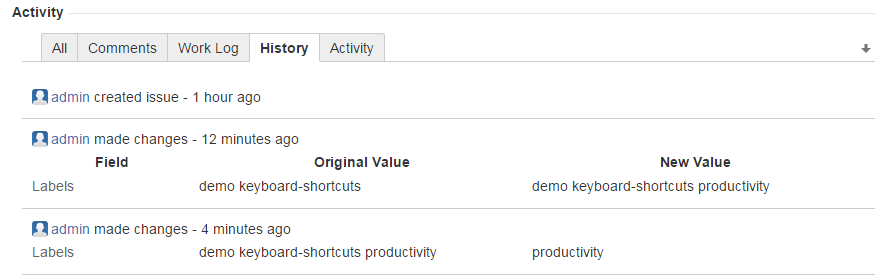 Activity
All Comments Work Log History Activity
admin created issue - 1 hour ago
admin made changes - 12 minutes ago
Field Original Value New Value
Labels demo keyboard-shortcuts demo keyboard-shortcuts productivity
admin made changes - 4 minutes ago
Labels demo keyboard-shortcuts productivity productivity